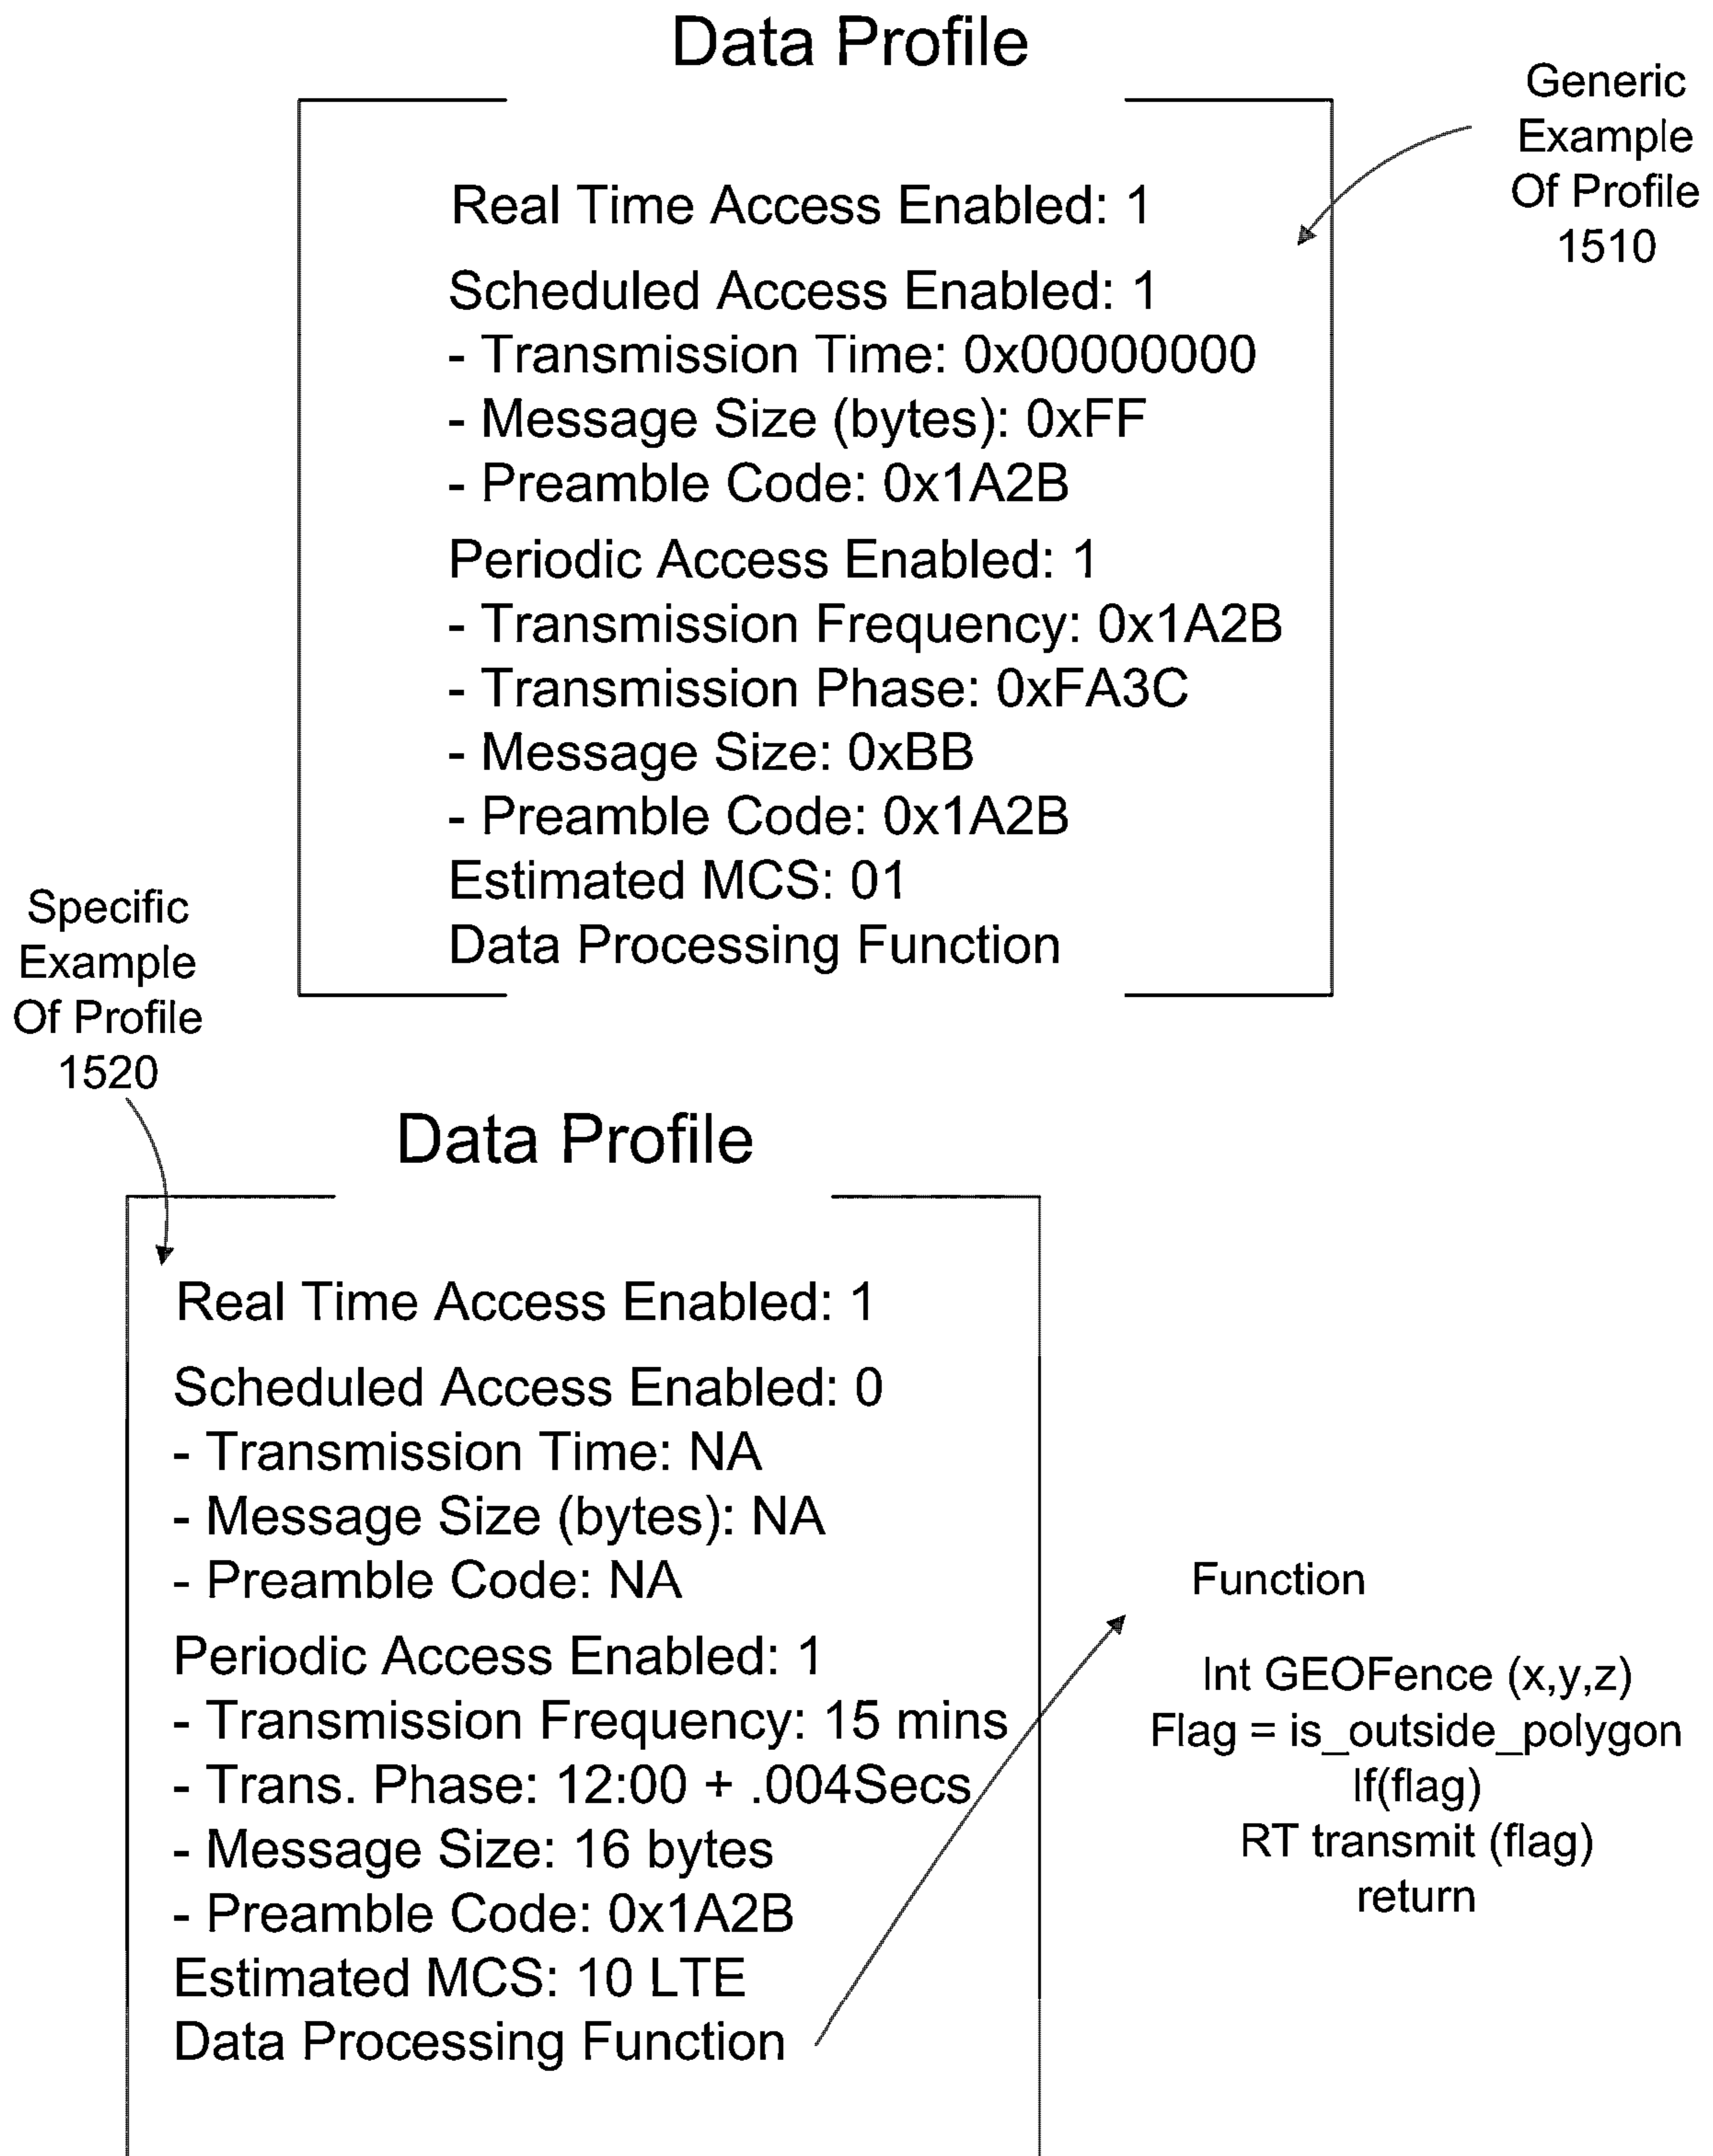 Data Profile
Generic
Example
Of Profile
1510
Real Time Access Enabled: 1
Scheduled Access Enabled: 1
- Transmission Time: 0x00000000
- Message Size (bytes): 0xFF
- Preamble Code: 0x1A2B
Periodic Access Enabled: 1
- Transmission Frequency: 0x1A2B
- Transmission Phase: 0xFA3C
- Message Size: 0xBB
- Preamble Code: 0x1A2B
Estimated MCS: 01
Data Processing Function
Specific
Example
Of Profile
1520
Data Profile
Real Time Access Enabled: 1
Scheduled Access Enabled: 0
- Transmission Time: NA
- Message Size (bytes): NA
- Preamble Code: NA
Periodic Access Enabled: 1
- Transmission Frequency: 15 mins
- Trans. Phase: 12:00 + .004Secs
- Message Size: 16 bytes
- Preamble Code: 0x1A2B
Estimated MCS: 10 LTE
Data Processing Function
Function
Int GEOFence (x,y,z)
Flag = is_outside_polygon
If(flag)
RT transmit (flag)
return